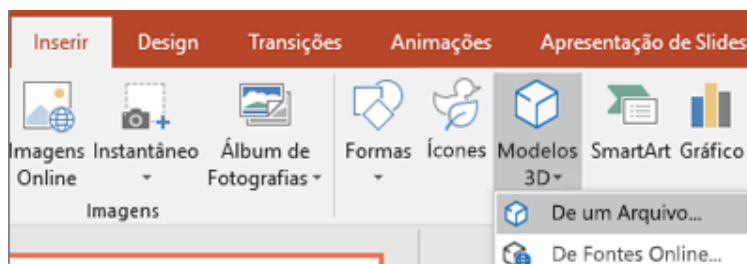 Inserir Design Transições Animações Apresentação de Slides
Imagens Instantâneo Álbum de Formas Ícones Modelos SmartArt Gráfico
Online Fotografias 3D
Imagens
De um Arquivo...
De Fontes Online...